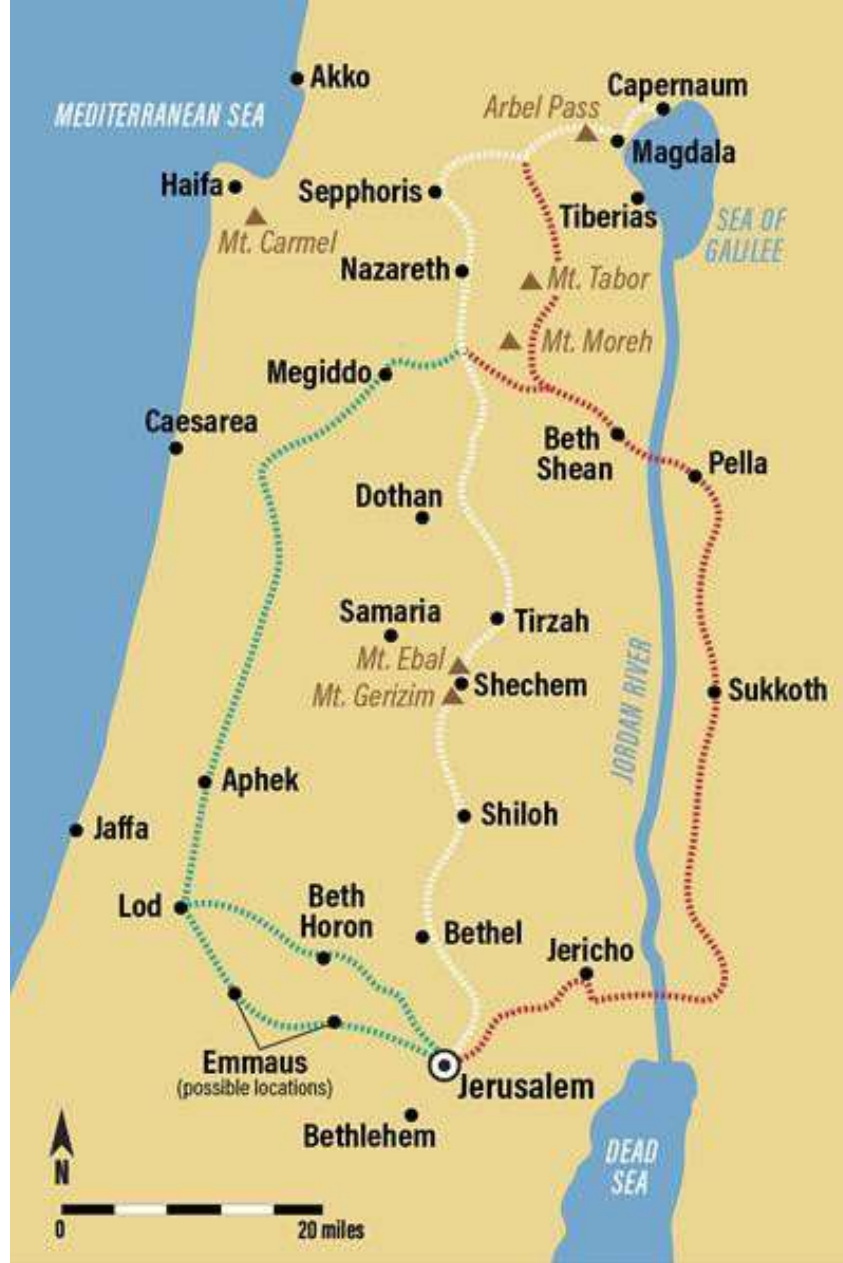 Akko
Capernaum
MEDITERRANEAN SEA
Arbel Pass
Magdala
Haifa
Sepphoris
Tiberias
SEA OF
GALILEE
Mt. Carmel
Nazareth
Mt. Tabor
Mt. Moreh
Megiddo
Caesarea
Beth
Shean
Pella
Dothan
Samaria
Tirzah
Mt. Ebal
Shechem
Mt. Gerizim
Sukkoth
JORDAN RIVER
Aphek
Jaffa
Shiloh
Lod
Beth
Horon
Bethel
Jericho
Emmaus
(possible locations)
Jerusalem
Bethlehem
DEAD
SEA
N
0
20 miles